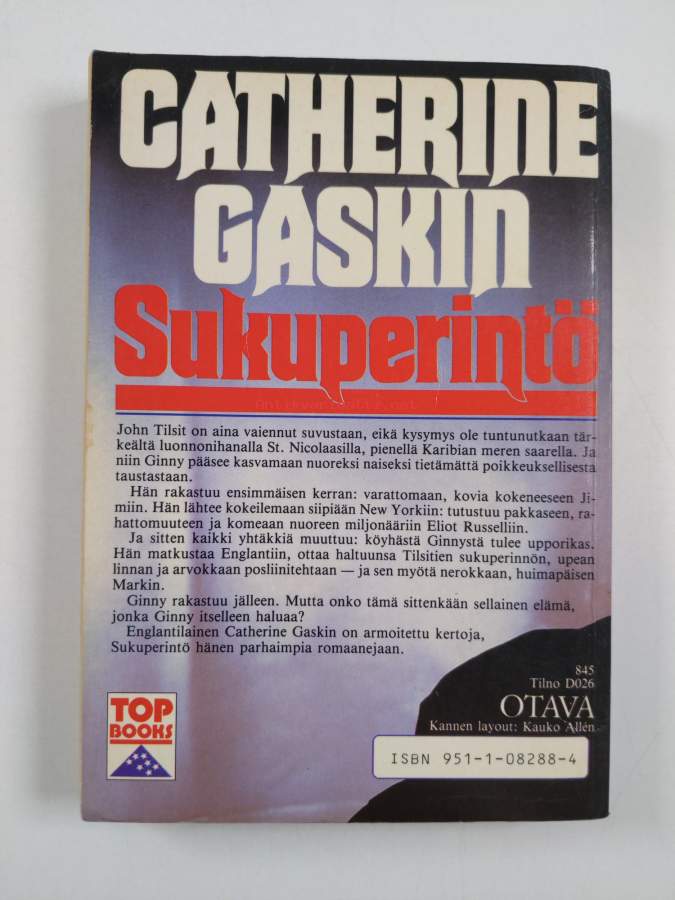 CATHERINE
GASKIN
Sukuperintö
John Tilsit on aina vaiennut suvustaan, eikä kysymys ole tuntunutkaan tär-
keältä luonnonihanalla St. Nicolaasilla, pienellä Karibian meren saarella. Ja
niin Ginny pääsee kasvamaan nuoreksi naiseksi tietämättä poikkeuksellisesta
taustastaan.
Hän rakastuu ensimmäisen kerran: varattomaan, kovia kokeneeseen Ji-
miin. Hän lähtee kokeilemaan siipiään New Yorkiin: tutustuu pakkaseen, ra-
hattomuuteen ja komeaan nuoreen miljonääriin Eliot Russelliin.
Ja sitten kaikki yhtäkkiä muuttuu: köyhästä Ginnystä tulee upporikas.
Hän matkustaa Englantiin, ottaa haltuunsa Tilsitien sukuperinnön, upean
linnan ja arvokkaan posliinitehtaan — ja sen myötä nerokkaan, huimapäisen
Markin.
Ginny rakastuu jälleen. Mutta onko tämä sittenkään sellainen elämä,
jonka Ginny itselleen haluaa?
Englantilainen Catherine Gaskin on armoitettu kertoja,
Sukuperintö hänen parhaimpia romaanejaan.
845
Tilno D026
OTAVA
Kannen layout: Kauko Allén
TOP
BOOKS
ISBN 951-1-08288-4